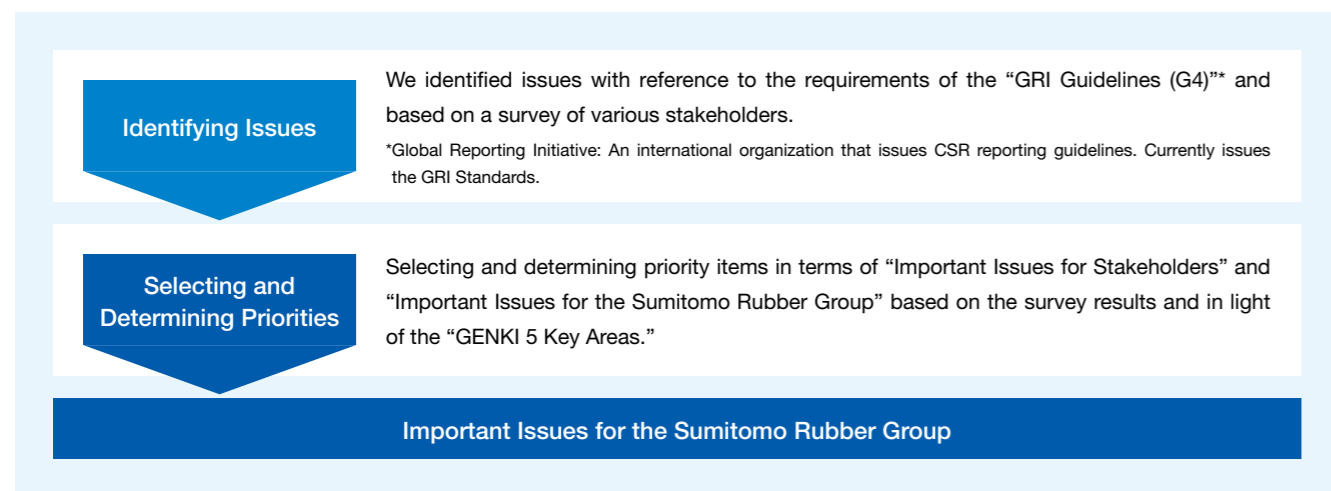 Identifying Issues
We identified issues with reference to the requirements of the “GRI Guidelines (G4)”* and
based on a survey of various stakeholders.
*Global Reporting Initiative: An international organization that issues CSR reporting guidelines. Currently issues
the GRI Standards.
Selecting and
Determining Priorities
Selecting and determining priority items in terms of “Important Issues for Stakeholders” and
“Important Issues for the Sumitomo Rubber Group” based on the survey results and in light
of the “GENKI 5 Key Areas.”
Important Issues for the Sumitomo Rubber Group